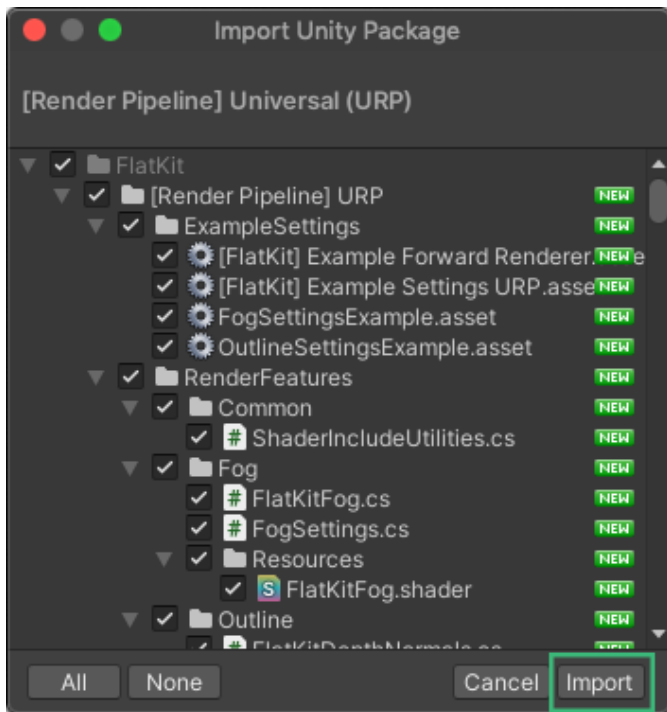 Import Unity Package
[Render Pipeline] Universal (URP)
FlatKit
[Render Pipeline] URP NEW
ExampleSettings NEW
[FlatKit] Example Forward Renderer. NEW e
[FlatKit] Example Settings URP.asse NEW
FogSettingsExample.asset NEW
OutlineSettingsExample.asset NEW
RenderFeatures NEW
Common NEW
# ShaderIncludeUtilities.cs NEW
Fog NEW
# FlatKitFog.cs NEW
# FogSettings.cs NEW
Resources NEW
S FlatKitFog.shader NEW
Outline NEW
# FlatKitDepthNormals.cs NEW
All None Cancel Import